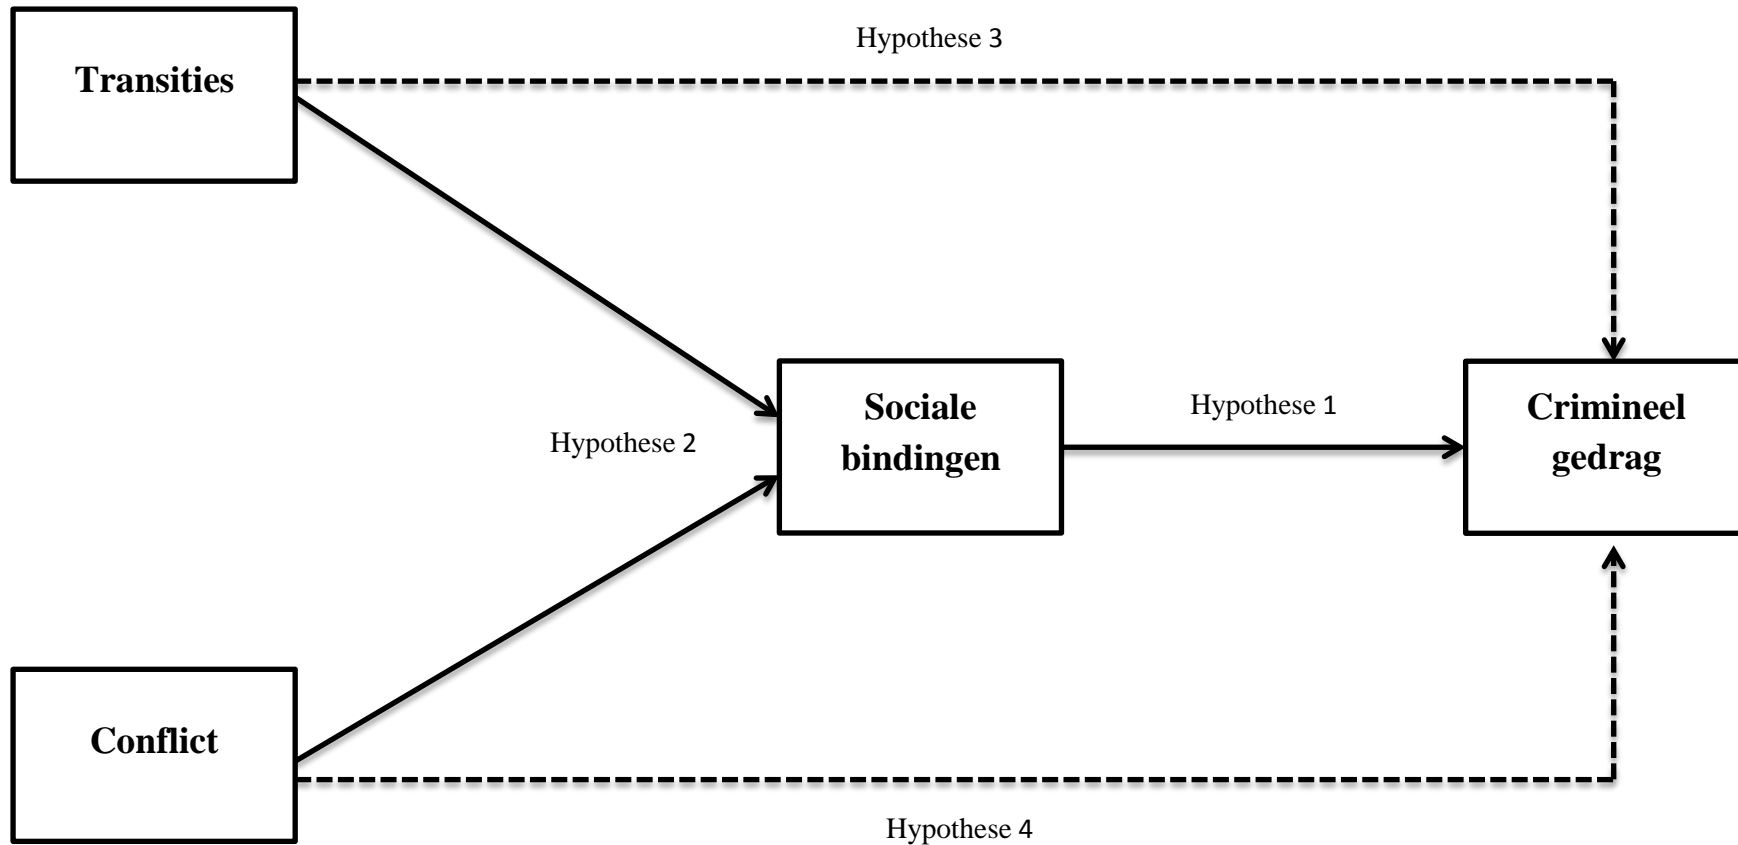 Hypothese 3
Transities
Sociale
bindingen
Hypothese 1
Crimineel
gedrag
Hypothese 2
Conflict
Hypothese 4